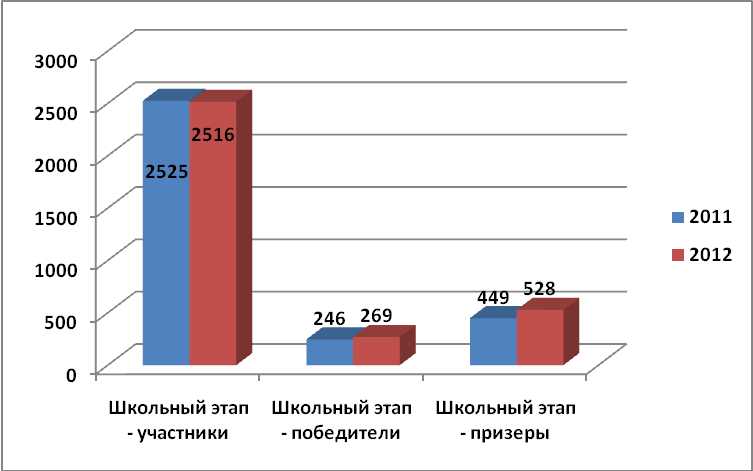 3000
2500
2000
1500
1000
500
0
2525
2516
246
269
449
528
Школьный этап
- участники
Школьный этап
- победители
Школьный этап
- призеры
2011
2012